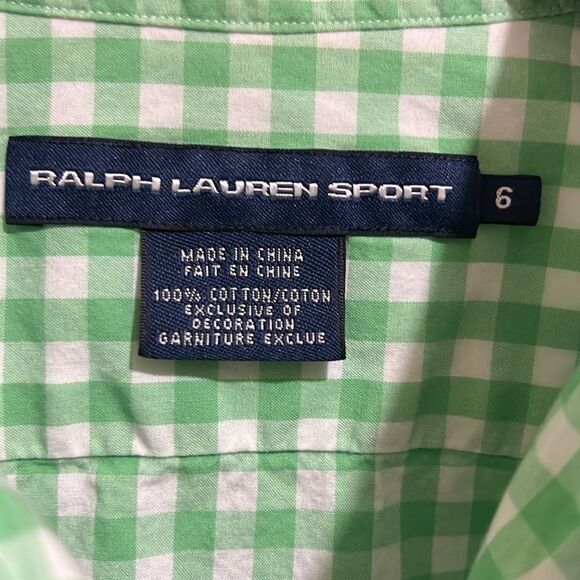 RALPH LAUREN SPORT
6
MADE IN CHINA
FAIT EN CHINE
100% COTTON/COTON
EXCLUSIVE OF
DECORATION
GARNITURE EXCLUE